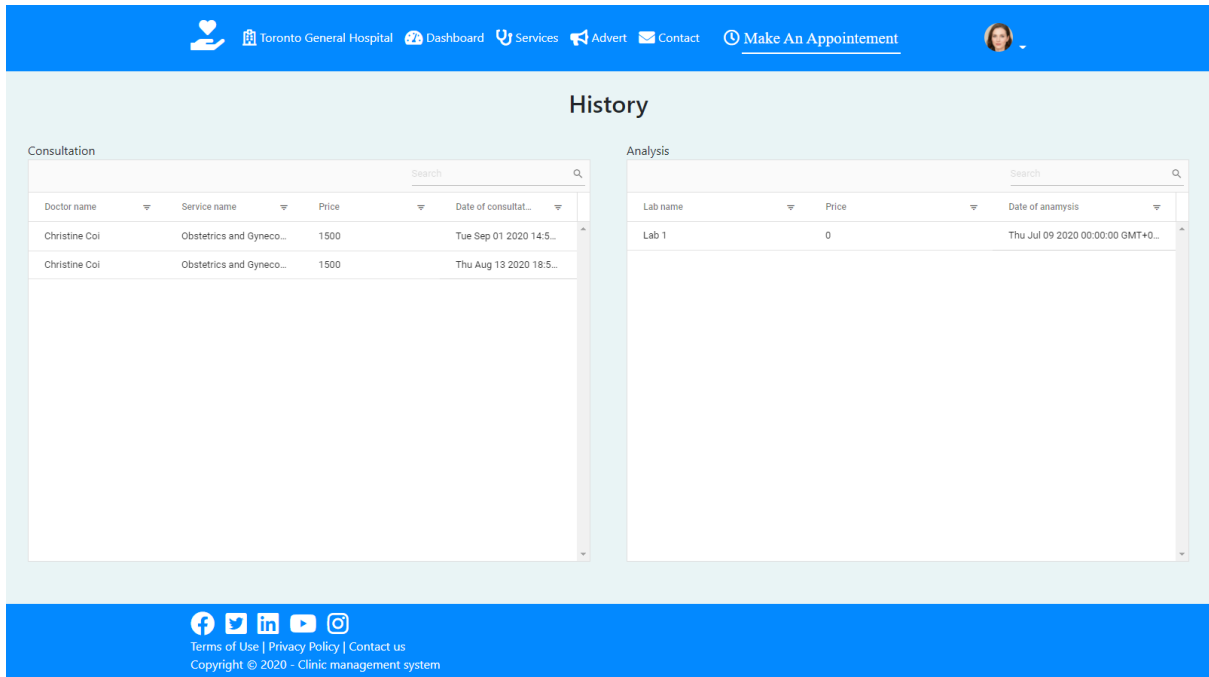 Toronto General Hospital Dashboard Services Advert Contact Make An Appointement
History
Consultation
Search
Doctor name Service name Price Date of consultat...
Christine Coi Obstetrics and Gyneco... 1500 Tue Sep 01 2020 14:5...
Christine Coi Obstetrics and Gyneco... 1500 Thu Aug 13 2020 18:5...
Analysis
Search
Lab name Price Date of anamysis
Lab 1 0 Thu Jul 09 2020 00:00:00 GMT+0...
Terms of Use | Privacy Policy | Contact us
Copyright © 2020 - Clinic management system